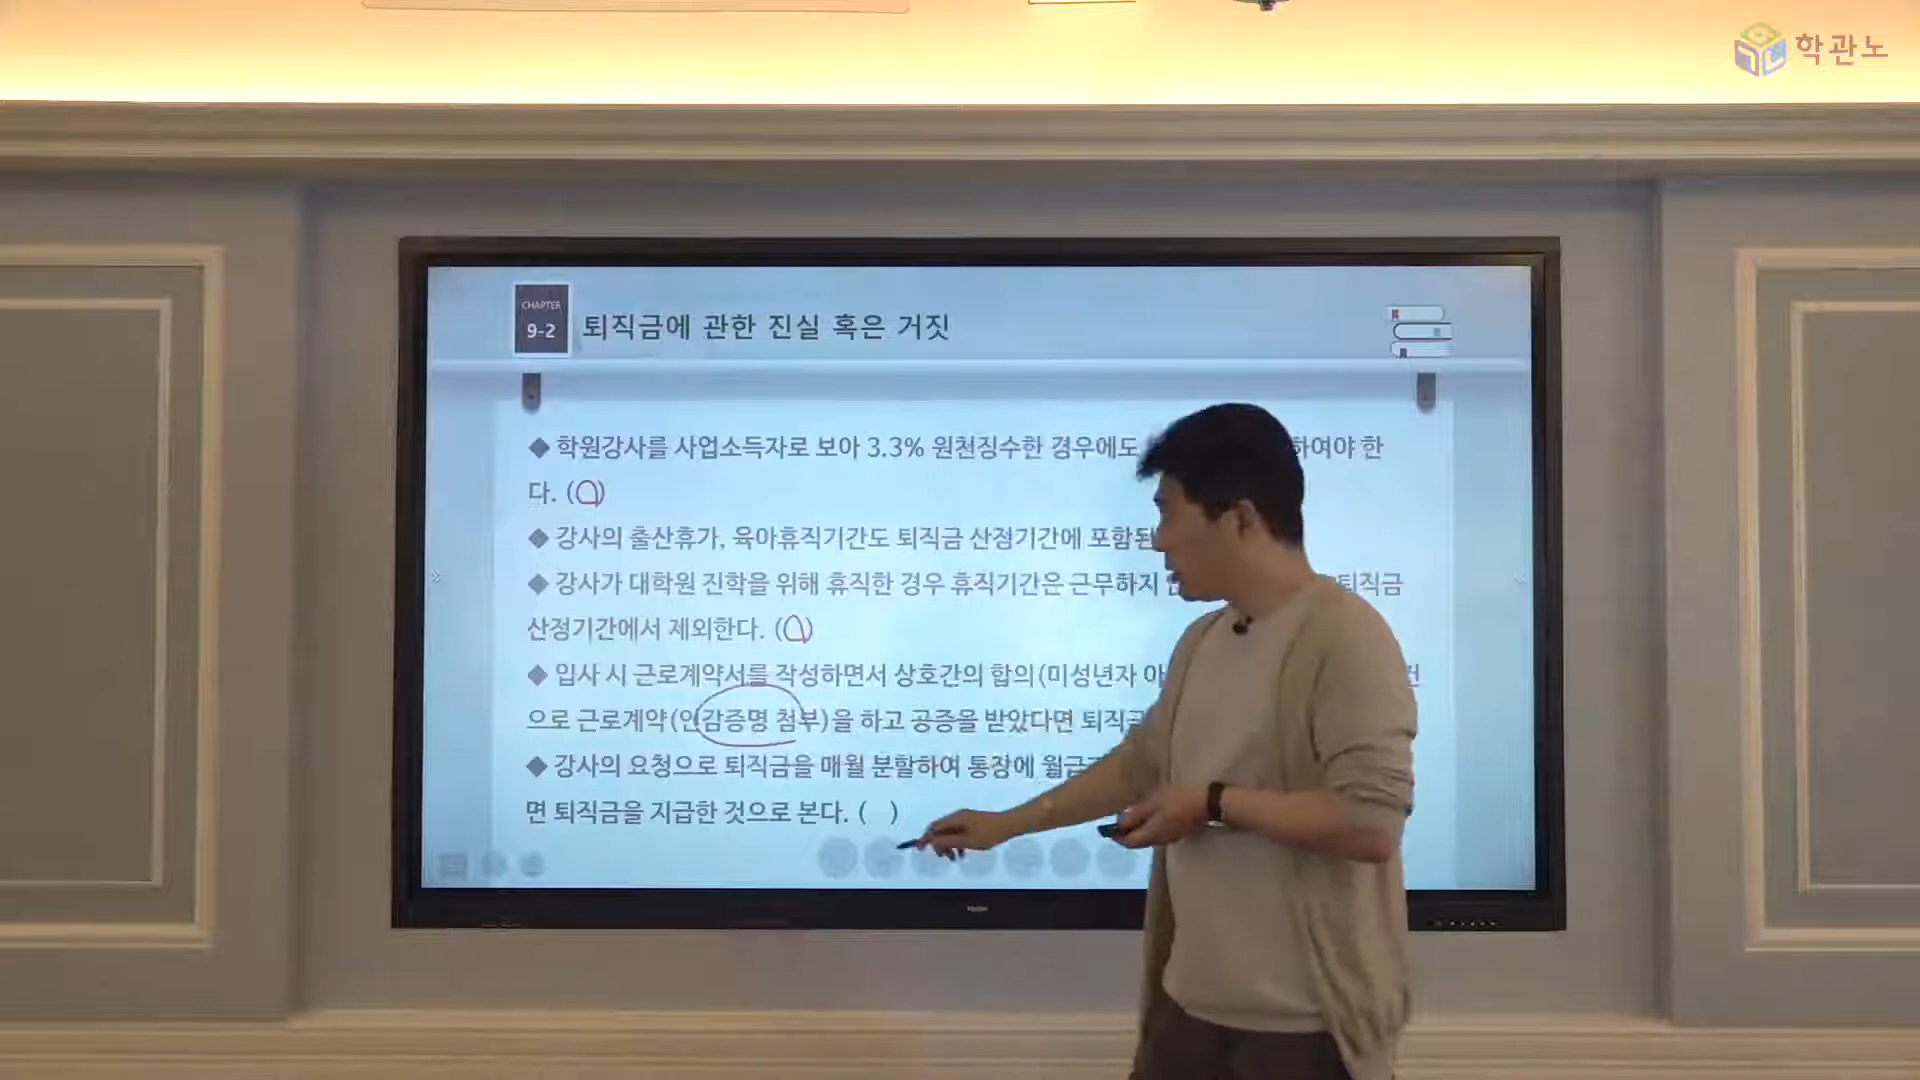 학관노
CHAPTER
9-2
퇴직금에 관한 진실 혹은 거짓
◆ 학원강사를 사업소득자로 보아 3.3% 원천징수한 경우에도 하여야 한
다. (O)
◆ 강사의 출산휴가, 육아휴직기간도 퇴직금 산정기간에 포함된
◆ 강사가 대학원 진학을 위해 휴직한 경우 휴직기간은 근무하지 퇴직금
산정기간에서 제외한다. (O)
◆ 입사 시 근로계약서를 작성하면서 상호간의 합의(미성년자 아
으로 근로계약(인감증명 첨부)을 하고 공증을 받았다면 퇴직금
◆ 강사의 요청으로 퇴직금을 매월 분할하여 통장에 월급
면 퇴직금을 지급한 것으로 본다. ( )